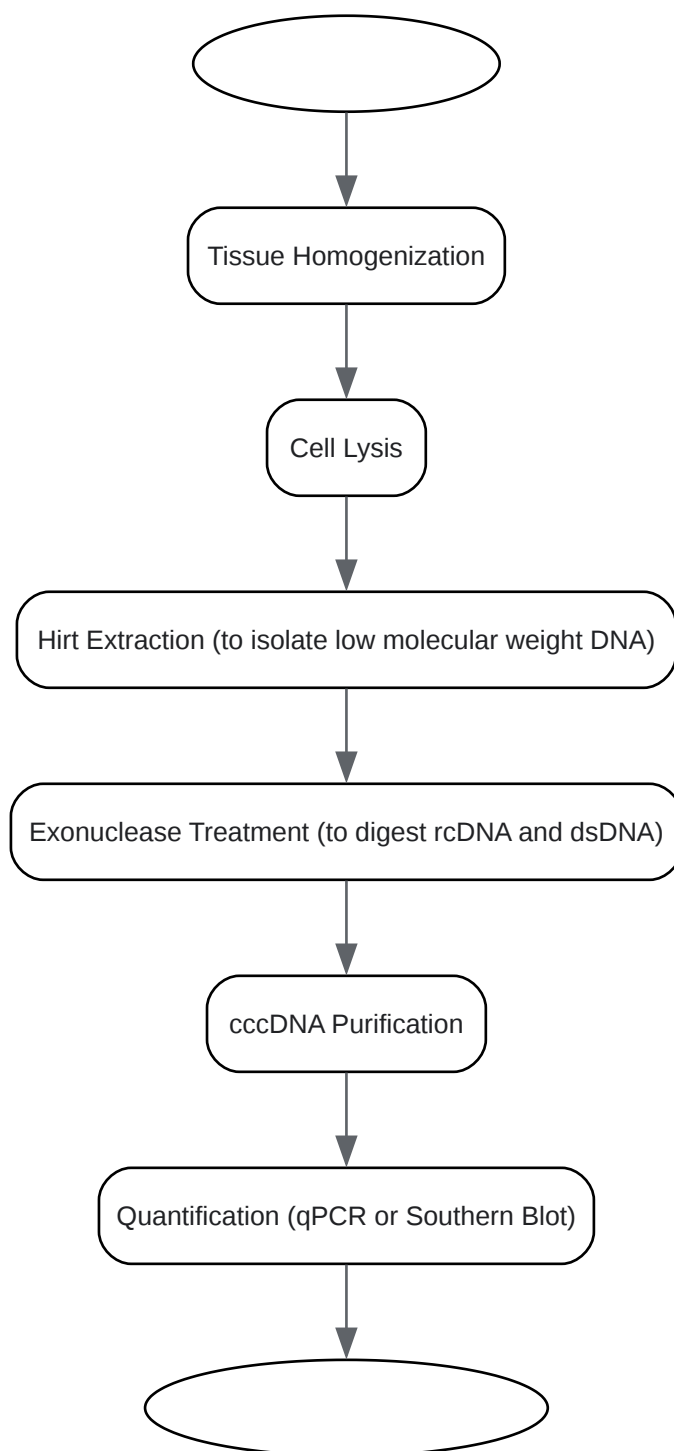 Tissue Homogenization
Cell Lysis
Hirt Extraction (to isolate low molecular weight DNA)
Exonuclease Treatment (to digest rcDNA and dsDNA)
cccDNA Purification
Quantification (qPCR or Southern Blot)